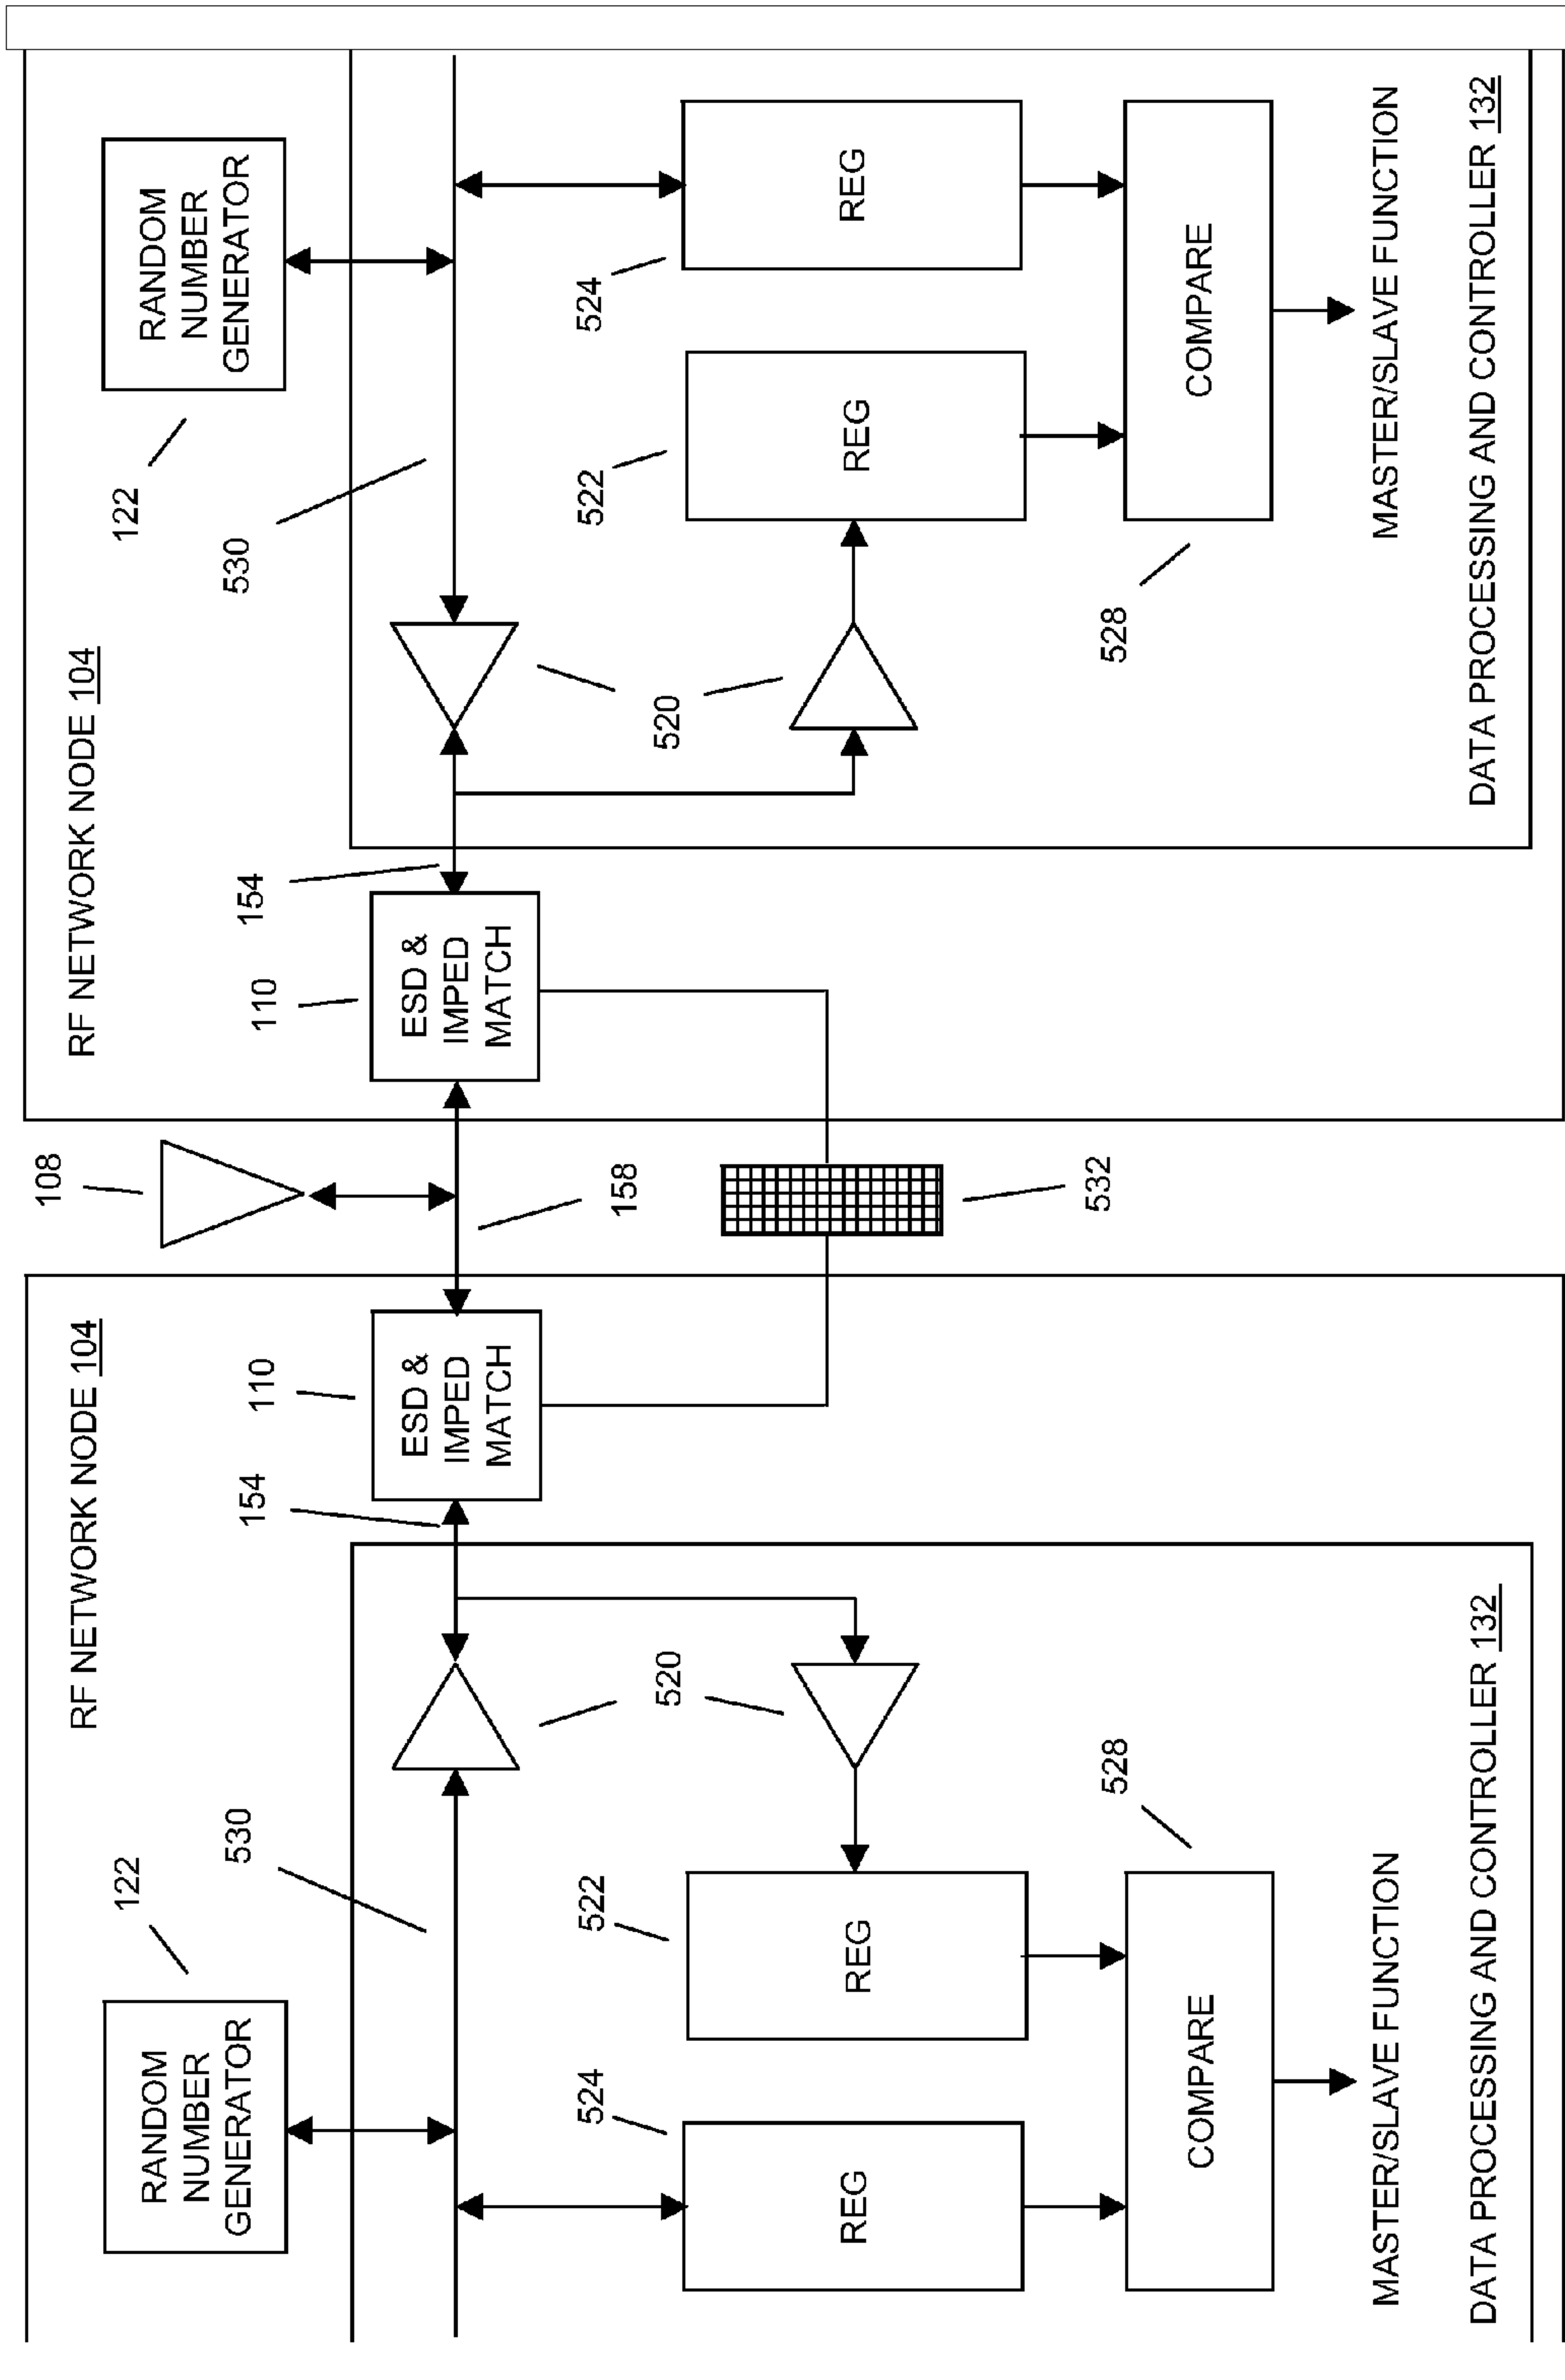 RF NETWORK NODE 104
RANDOM
NUMBER
GENERATOR
122
530
154
110
ESD &
IMPED
MATCH
520
524
522
REG
REG
528
COMPARE
MASTER/SLAVE FUNCTION
DATA PROCESSING AND CONTROLLER 132
108
158
532
RF NETWORK NODE 104
RANDOM
NUMBER
GENERATOR
122
530
154
110
ESD &
IMPED
MATCH
520
522
524
REG
REG
528
COMPARE
MASTER/SLAVE FUNCTION
DATA PROCESSING AND CONTROLLER 132